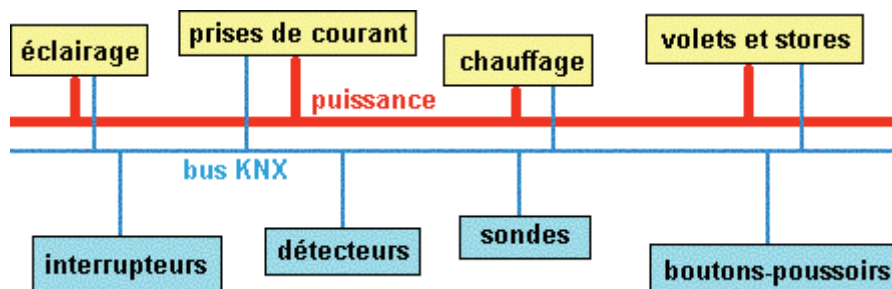 éclairage
prises de courant
chauffage
volets et stores
puissance
bus KNX
interrupteurs
détecteurs
sondes
boutons-poussoirs